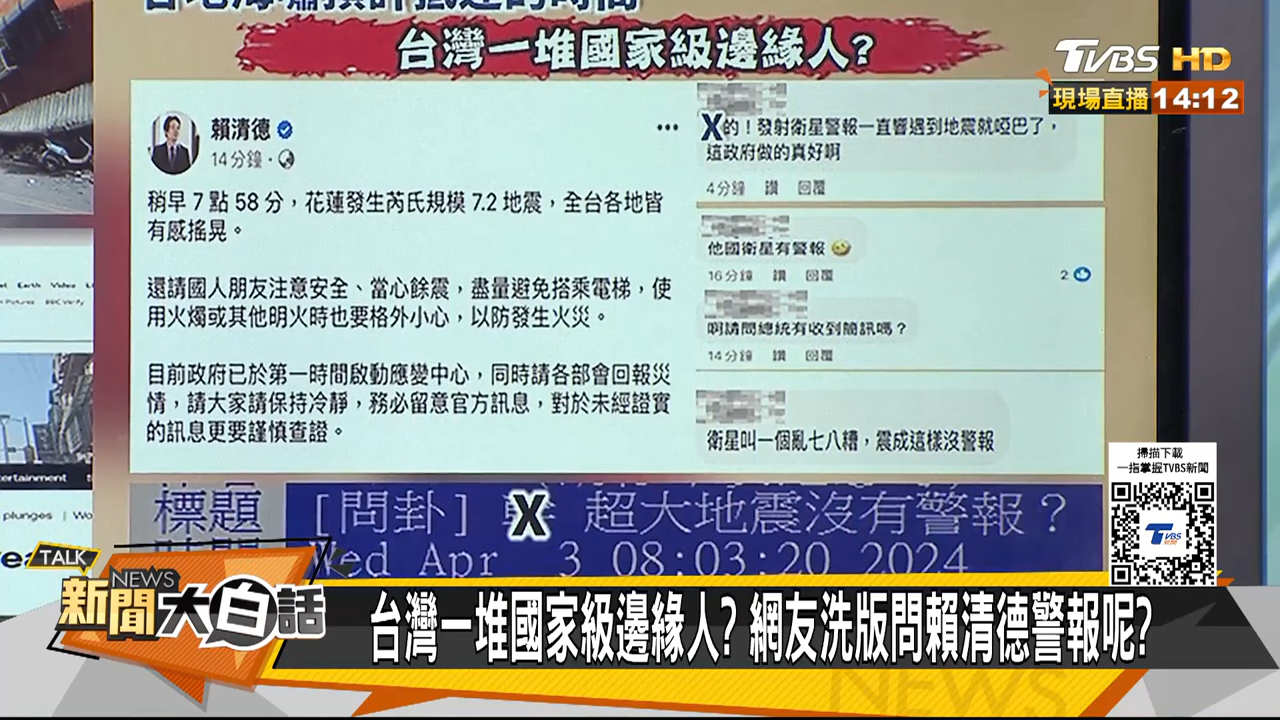 台灣一堆國家級邊緣人?
TVBS HD
現場直播 14:12
賴清德
14分鐘
稍早 7 點 58 分，花蓮發生芮氏規模 7.2 地震，全台各地皆
有感搖晃。
還請國人朋友注意安全、當心餘震，盡量避免搭乘電梯，使
用火燭或其他明火時也要格外小心，以防發生火災。
目前政府已於第一時間啟動應變中心，同時請各部會回報災
情，請大家請保持冷靜，務必留意官方訊息，對於未經證實
的訊息更要謹慎查證。
X的！發射衛星警報一直響遇到地震就啞巴了，
這政府做的真好啊
4分鐘 讚 回覆
他國衛星有警報
16分鐘 讚 回覆
2
啊請問總統有收到簡訊嗎？
14分鐘 讚 回覆
衛星叫一個亂七八糟，震成這樣沒警報
標題 [問卦] X 超大地震沒有警報？
Wed Apr 3 08:03:20 2024
Earth Video
BBC Verify
plunges
掃描下載
一指掌握TVBS新聞
TVBS
TALK
NEWS
新聞大白話
台灣一堆國家級邊緣人? 網友洗版問賴清德警報呢?
NEWS